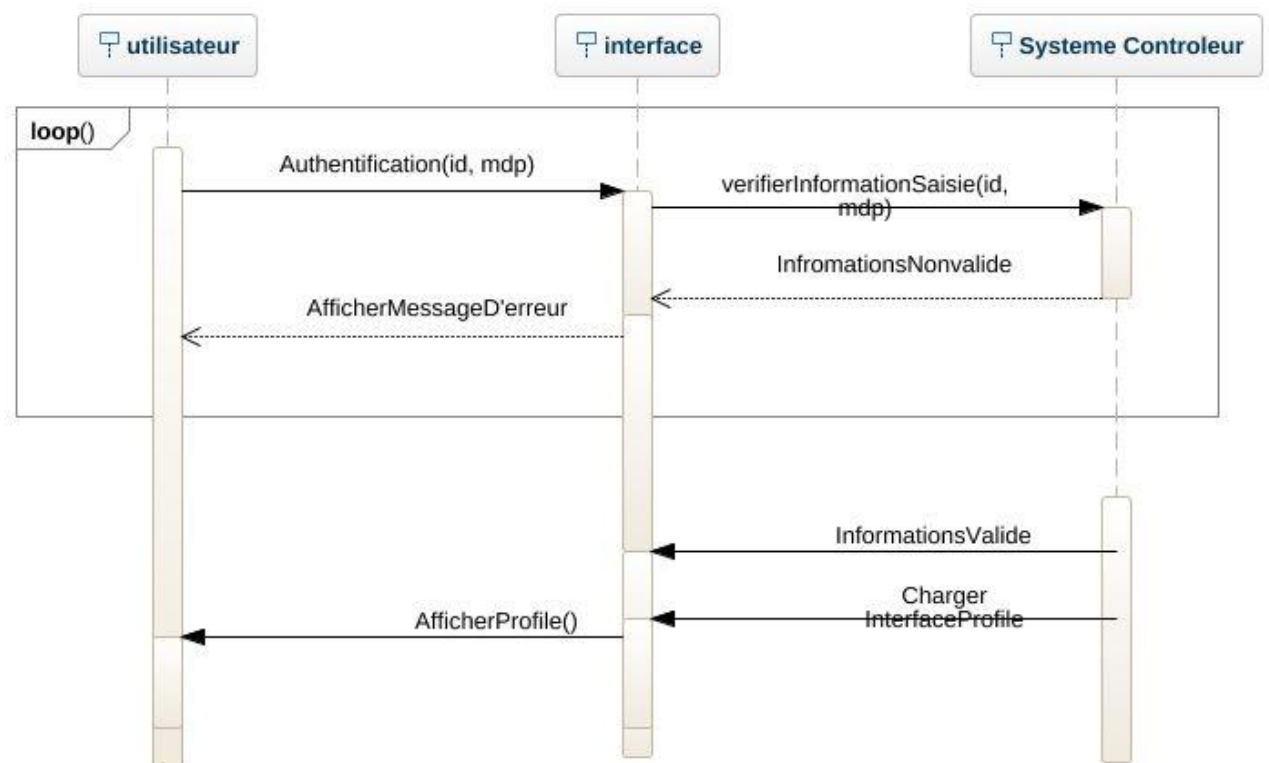 utilisateur
interface
Systeme Controleur
loop()
Authentification(id, mdp)
verifierInformationSaisie(id,
mdp)
InfromationsNonvalide
AfficherMessageD'erreur
InformationsValide
Charger
InterfaceProfile
AfficherProfile()